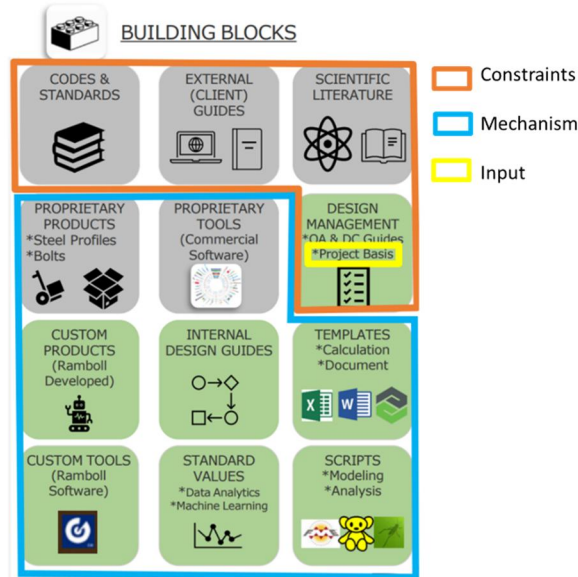 BUILDING BLOCKS
CODES &
STANDARDS
EXTERNAL
(CLIENT)
GUIDES
SCIENTIFIC
LITERATURE
Constraints
Mechanism
Input
PROPRIETARY
PRODUCTS
*Steel Profiles
*Bolts
PROPRIETARY
TOOLS
(Commercial
Software)
DESIGN
MANAGEMENT
*QA & DC Guides
*Project Basis
CUSTOM
PRODUCTS
(Ramboll
Developed)
INTERNAL
DESIGN GUIDES
TEMPLATES
*Calculation
*Document
CUSTOM TOOLS
(Ramboll
Software)
STANDARD
VALUES
*Data Analytics
*Machine Learning
SCRIPTS
*Modeling
*Analysis